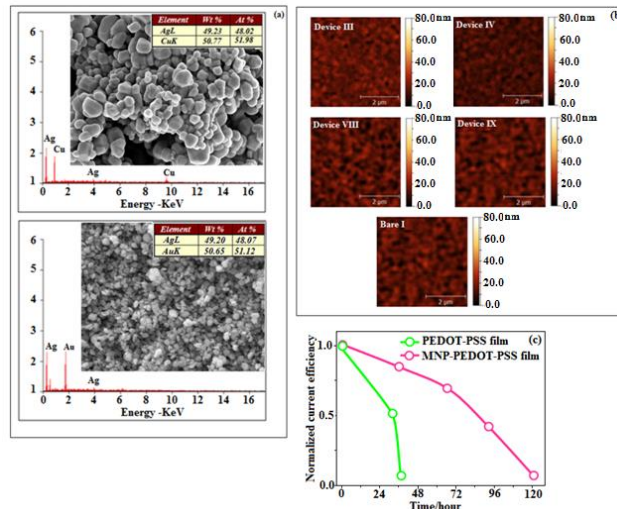 (a)
Element Wt % At %
AgL 49.23 48.02
CuK 50.77 51.98
6
5
4
3
2
1
Ag
Cu
Ag
Cu
0 2 4 6 8 10 12 14 16
Energy -KeV
Element Wt % At %
AgL 49.20 48.07
AuK 50.65 51.12
6
5
4
3
2
1
Ag
Au
Ag
0 2 4 6 8 10 12 14 16
Energy -KeV
(b)
Device III
2 µm
80.0nm
60.0
40.0
20.0
0.0
Device IV
2 µm
80.0nm
60.0
40.0
20.0
0.0
Device VIII
2 µm
80.0nm
60.0
40.0
20.0
0.0
Device IX
2 µm
80.0nm
60.0
40.0
20.0
0.0
Bare I
2 µm
80.0nm
60.0
40.0
20.0
0.0
(c)
PEDOT-PSS film
MNP-PEDOT-PSS film
Normalized current efficiency
1.0
0.5
0.0
0 24 48 72 96 120
Time/hour